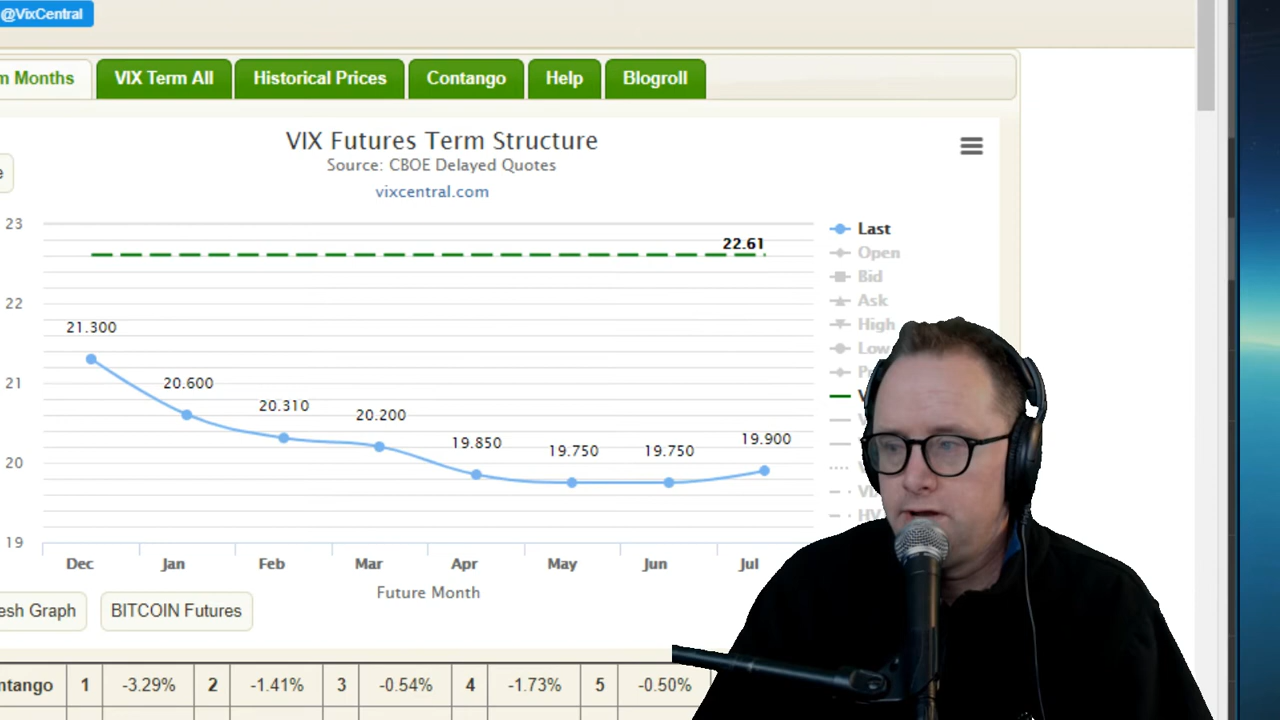 @VixCentral
m Months
VIX Term All
Historical Prices
Contango
Help
Blogroll
VIX Futures Term Structure
Source: CBOE Delayed Quotes
vixcentral.com
e
23
22
21
20
19
22.61
21.300
20.600
20.310
20.200
19.850
19.750
19.750
19.900
Last
Open
Bid
Ask
High
Low
HV
Dec Jan Feb Mar Apr May Jun Jul
Future Month
esh Graph
BITCOIN Futures
ntango 1 -3.29% 2 -1.41% 3 -0.54% 4 -1.73% 5 -0.50%